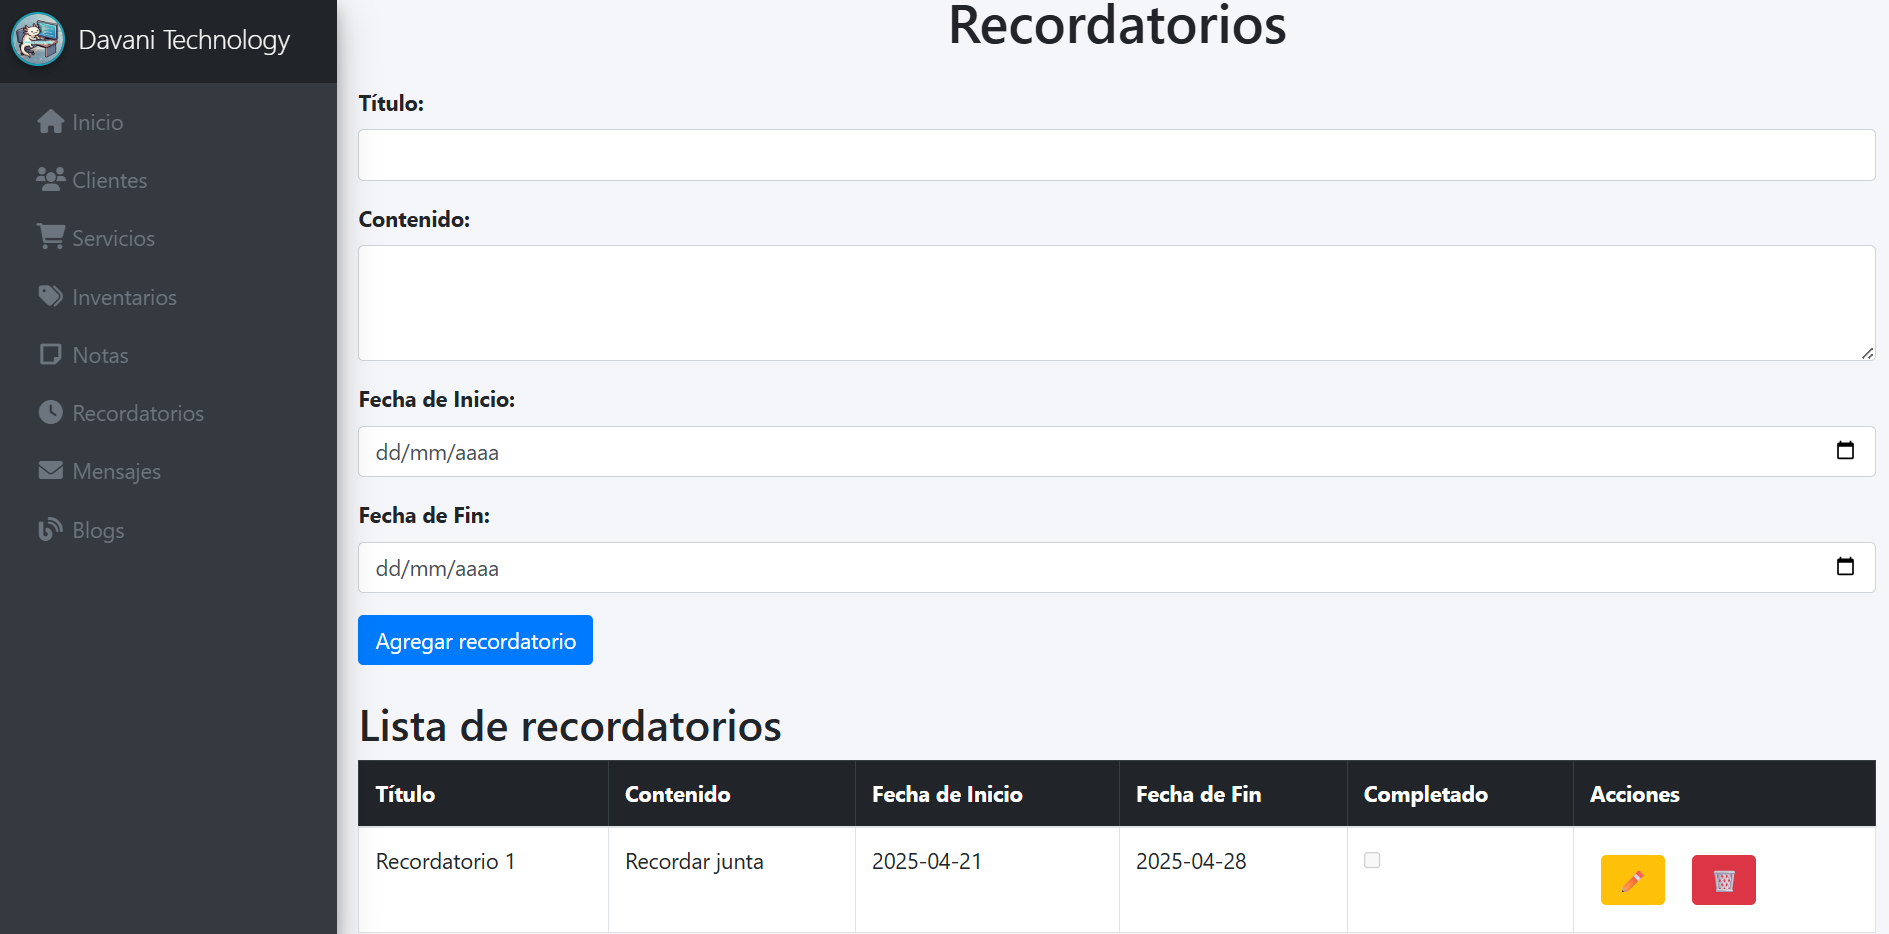 Davani Technology
Inicio
Clientes
Servicios
Inventarios
Notas
Recordatorios
Mensajes
Blogs
Recordatorios
Título:
Contenido:
Fecha de Inicio:
dd/mm/aaaa
Fecha de Fin:
dd/mm/aaaa
Agregar recordatorio
Lista de recordatorios
Título Contenido Fecha de Inicio Fecha de Fin Completado Acciones
Recordatorio 1 Recordar junta 2025-04-21 2025-04-28